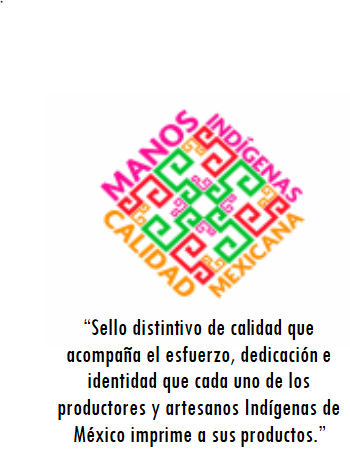 MANOS
INDÍGENAS
CALIDAD
MEXICANA
“Sello distintivo de calidad que
acompaña el esfuerzo, dedicación e
identidad que cada uno de los
productores y artesanos Indígenas de
México imprime a sus productos.”